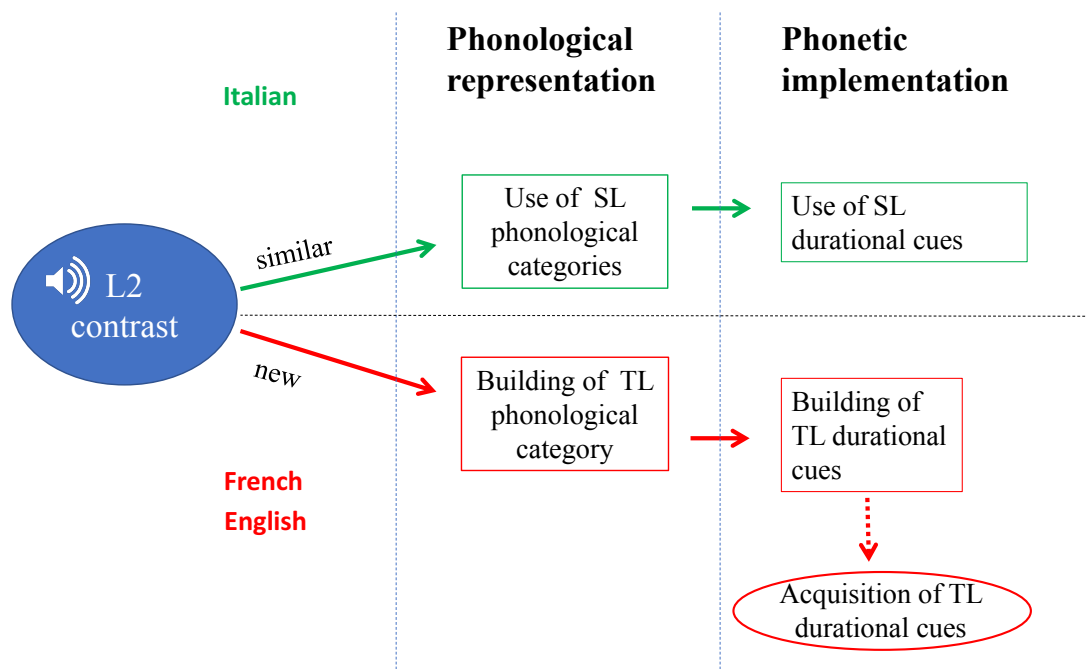 Phonological
representation
Phonetic
implementation
Italian
L2
contrast
similar
Use of SL
phonological
categories
Use of SL
durational cues
new
Building of TL
phonological
category
Building of
TL durational
cues
French
English
Acquisition of TL
durational cues